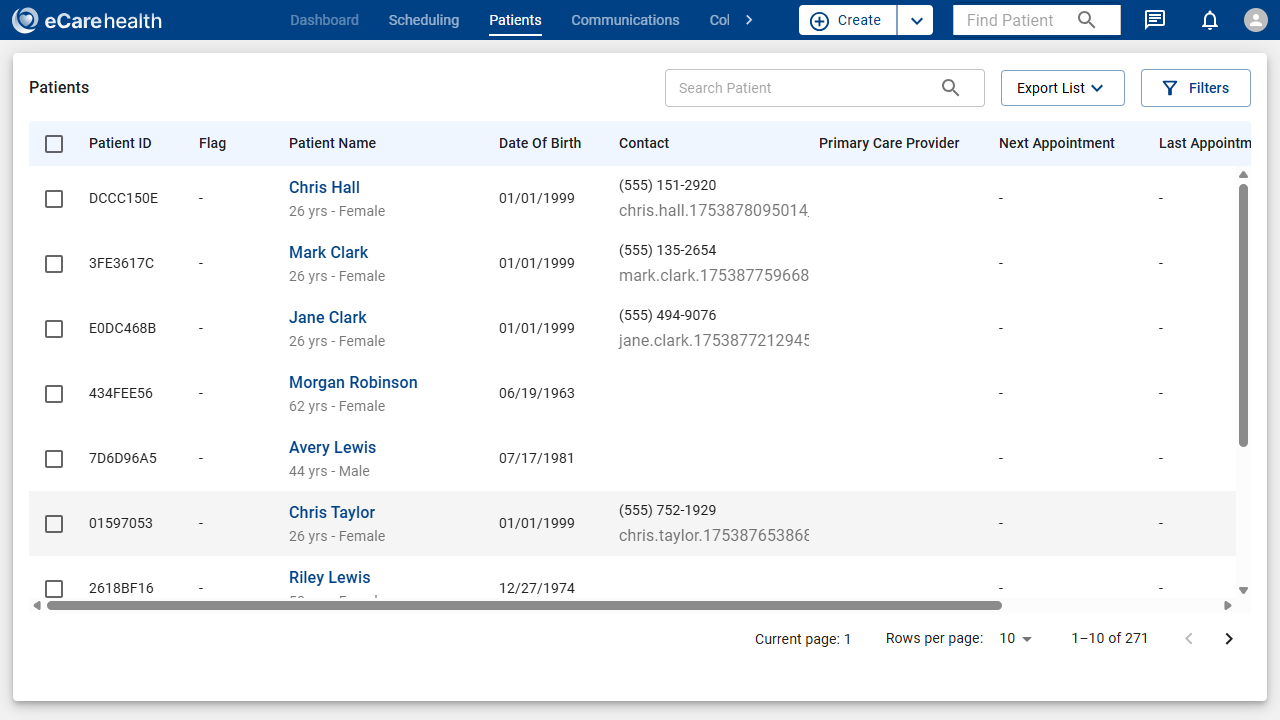 eCarehealth
Dashboard Scheduling Patients Communications Col
Create
Find Patient
Patients
Search Patient
Export List
Filters
Patient ID Flag Patient Name Date Of Birth Contact Primary Care Provider Next Appointment Last Appointm
DCCC150E - Chris Hall 01/01/1999 (555) 151-2920 - -
26 yrs - Female chris.hall.1753878095014
3FE3617C - Mark Clark 01/01/1999 (555) 135-2654 - -
26 yrs - Female mark.clark.175387759668
E0DC468B - Jane Clark 01/01/1999 (555) 494-9076 - -
26 yrs - Female jane.clark.1753877212945
434FEE56 - Morgan Robinson 06/19/1963 - -
62 yrs - Female
7D6D96A5 - Avery Lewis 07/17/1981 - -
44 yrs - Male
01597053 - Chris Taylor 01/01/1999 (555) 752-1929 - -
26 yrs - Female chris.taylor.175387653868
2618BF16 - Riley Lewis 12/27/1974 - -
Current page: 1 Rows per page: 10 1–10 of 271